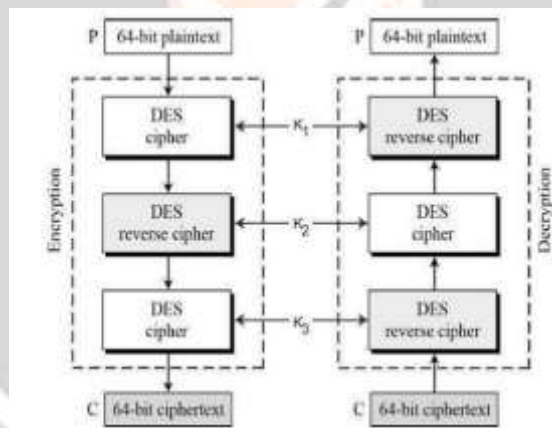 P 64-bit plaintext
P 64-bit plaintext
Encryption
DES
cipher
DES
reverse cipher
DES
cipher
K1
K2
K3
DES
reverse cipher
DES
cipher
DES
reverse cipher
Decryption
C 64-bit ciphertext
C 64-bit ciphertext